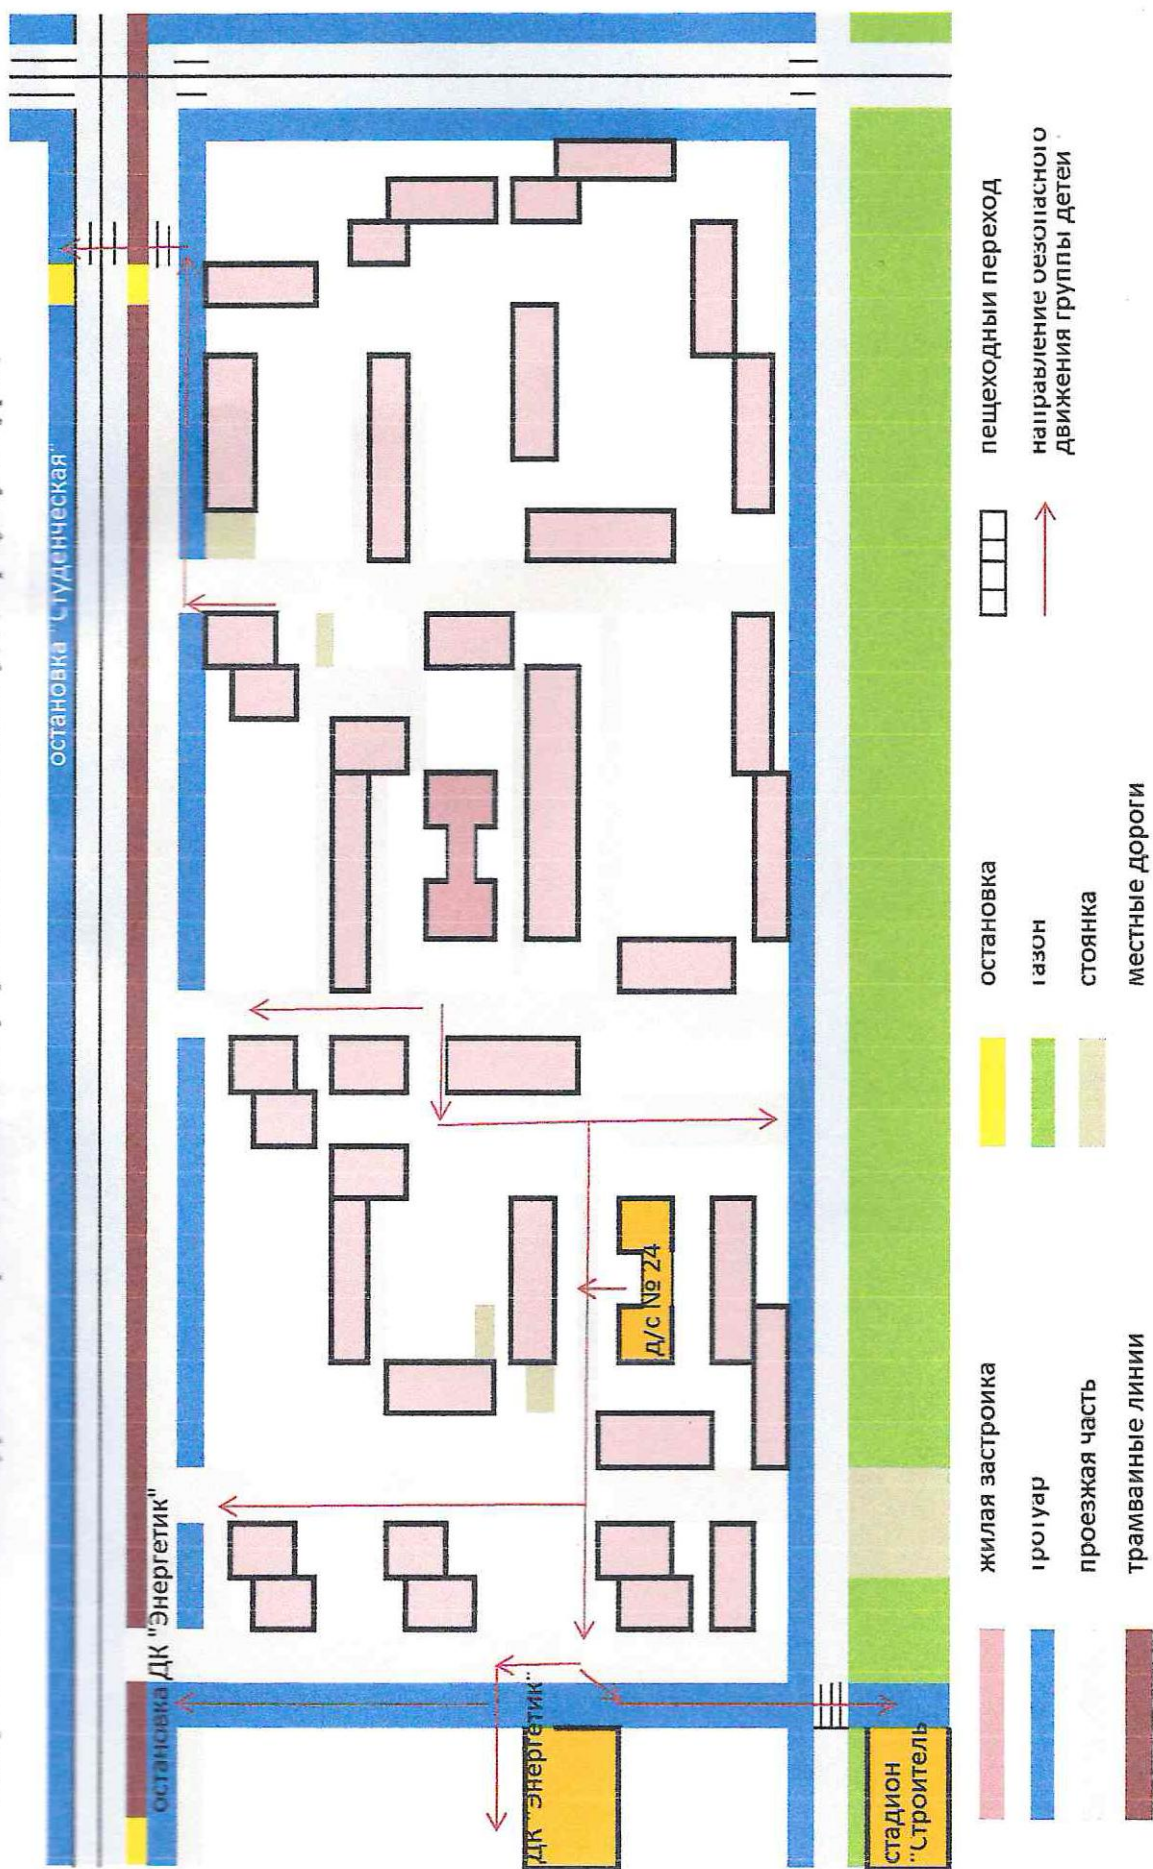 остановка "Студенческая"
остановка ДК "Энергетик"
д/с № 24
ДК "Энергетик"
стадион
"Строитель
жилая застройка
тротуар
проезжая часть
трамвайные линии
остановка
газон
стоянка
местные дороги
пещеходный переход
направление безопасного
движения группы детей